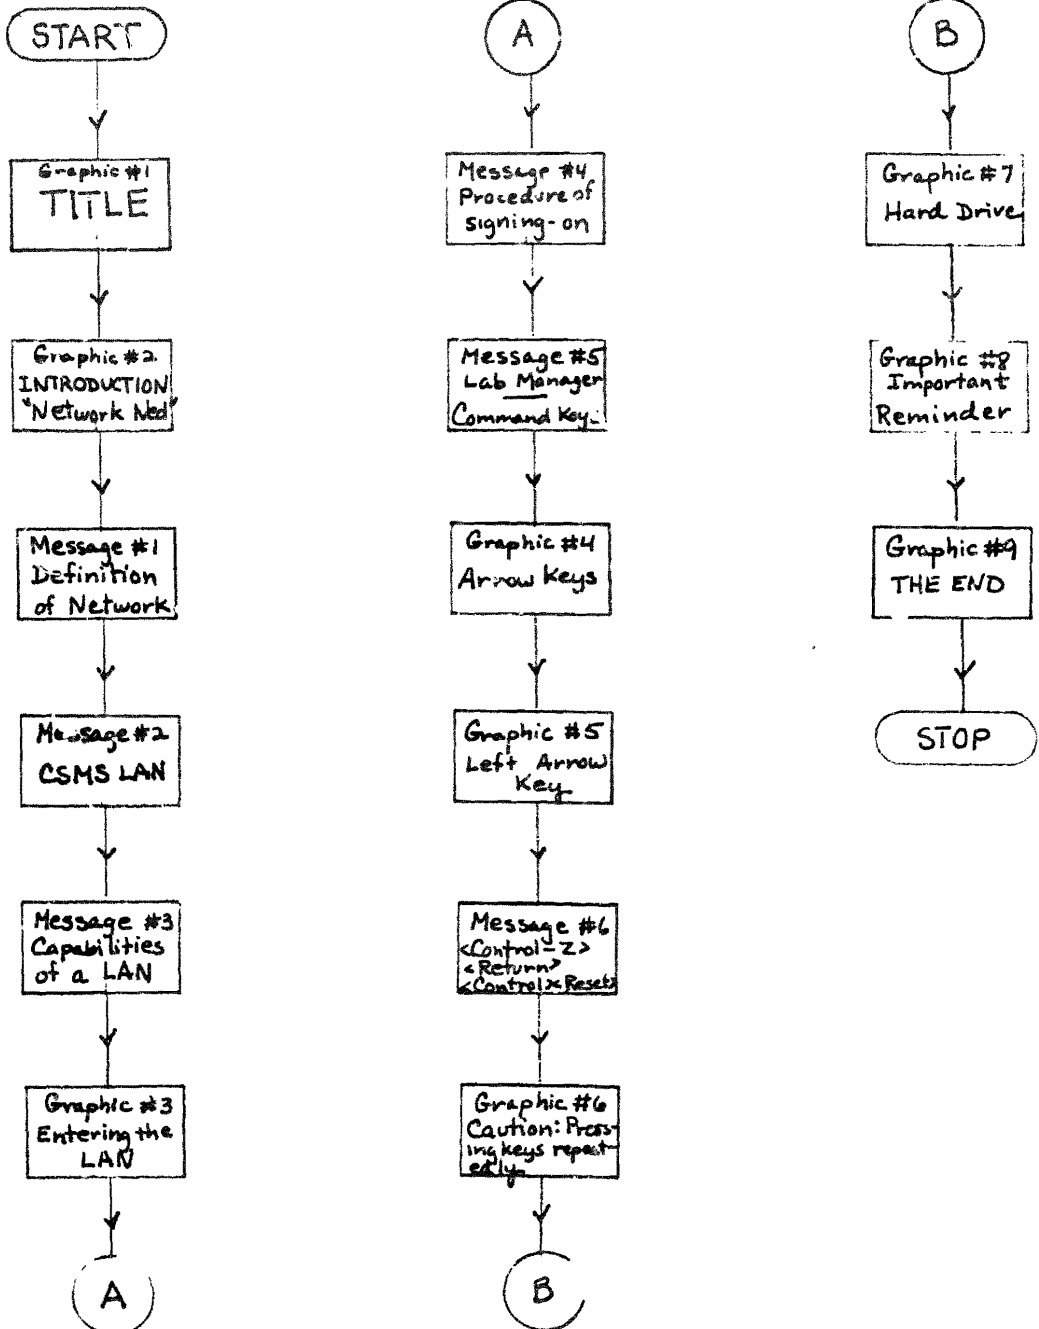 START
Graphic #1
TITLE
Graphic #2
INTRODUCTION
"Network Ned"
Message #1
Definition
of Network
Message #2
CSMS LAN
Message #3
Capabilities
of a LAN
Graphic #3
Entering the
LAN
A
A
Message #4
Procedure of
signing-on
Message #5
Lab Manager
Command Key.
Graphic #4
Arrow Keys
Graphic #5
Left Arrow
Key
Message #6
<Control-Z>
<Return>
<Control><Reset>
Graphic #6
Caution: Press-
ing keys repeat-
edly.
B
B
Graphic #7
Hard Drive
Graphic #8
Important
Reminder
Graphic #9
THE END
STOP